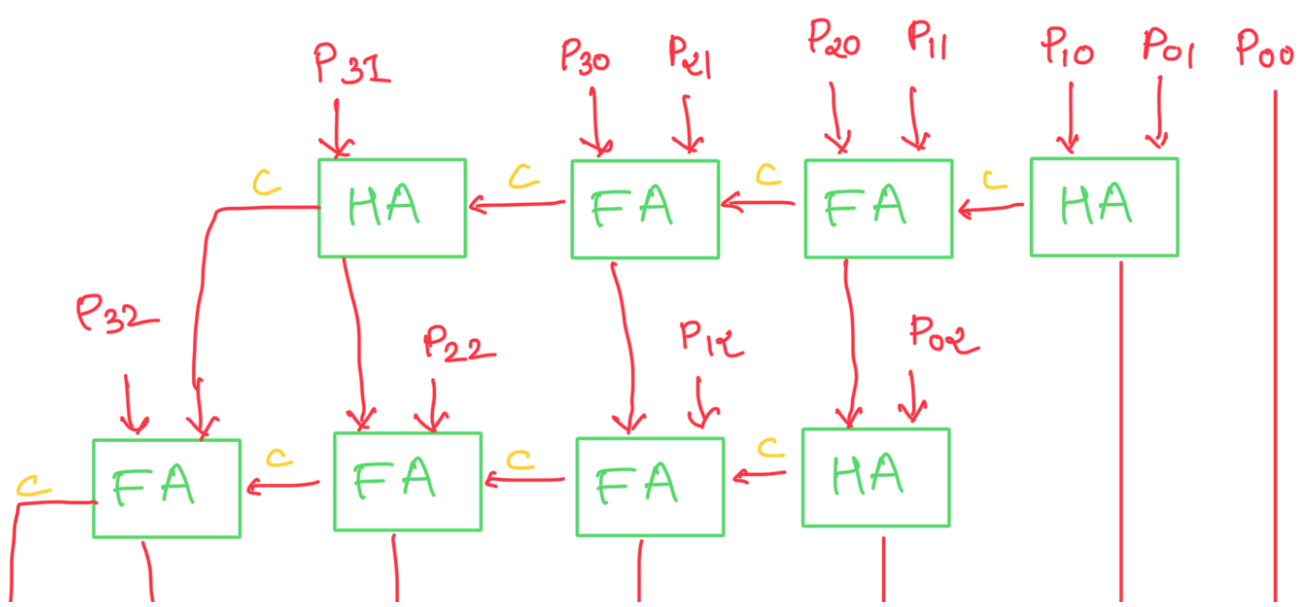 P31 P30 P21 P20 P11 P10 P01 P00
C C C C
HA FA FA HA
P32 P22 P12 P02
C C C C
FA FA FA HA